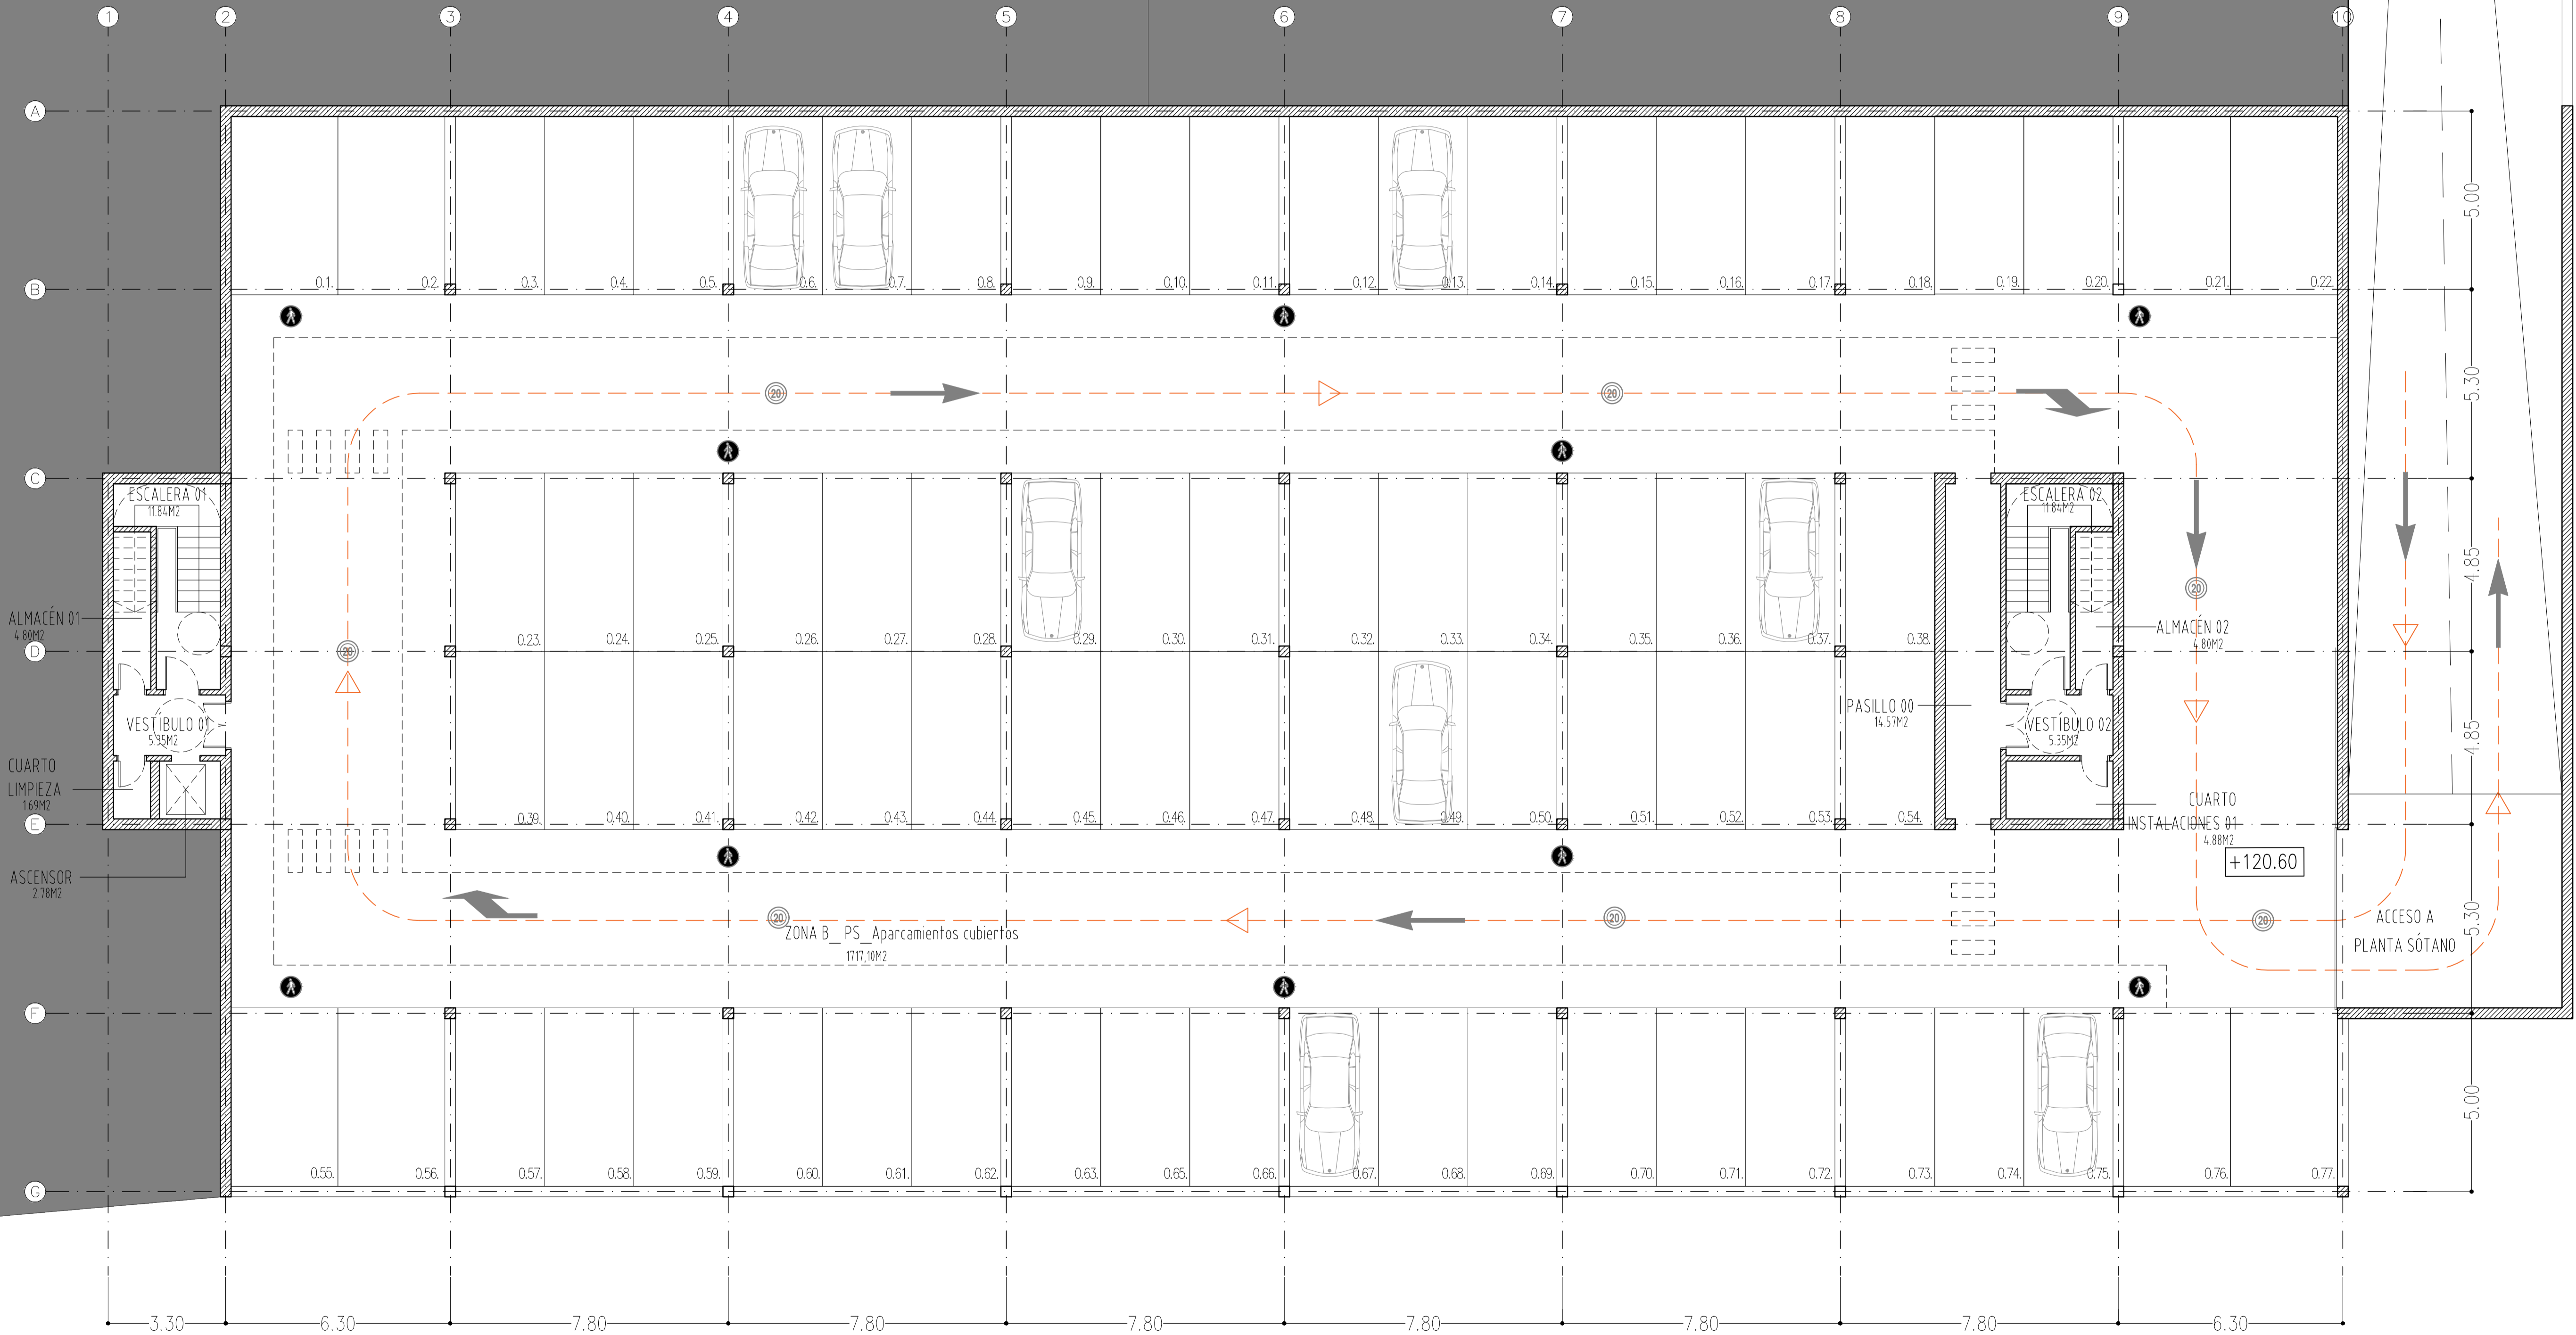 1 2 3 4 5 6 7 8 9 10
A
5.00
B
0.1. 0.2. 0.3. 0.4. 0.5. 0.6. 0.7. 0.8. 0.9. 0.10. 0.11. 0.12. 0.13. 0.14. 0.15. 0.16. 0.17. 0.18. 0.19. 0.20. 0.21. 0.22.
5.30
20 20
C
ESCALERA 01
11.84M2
ESCALERA 02
11.84M2
4.85
20
ALMACÉN 01
4.80M2
ALMACÉN 02
4.80M2
0.23. 0.24. 0.25. 0.26. 0.27. 0.28. 0.29. 0.30. 0.31. 0.32. 0.33. 0.34. 0.35. 0.36. 0.37. 0.38.
D
20
PASILLO 00
14.57M2
VESTÍBULO 01
5.35M2
VESTÍBULO 02
5.35M2
4.85
CUARTO
LIMPIEZA
1.69M2
CUARTO
INSTALACIONES 01
4.88M2
0.39. 0.40. 0.41. 0.42. 0.43. 0.44. 0.45. 0.46. 0.47. 0.48. 0.49. 0.50. 0.51. 0.52. 0.53. 0.54.
E
+120.60
ASCENSOR
2.78M2
20 20 20
ACCESO A
PLANTA SÓTANO
5.30
ZONA B_ PS_Aparcamientos cubiertos
1717,10M2
F
5.00
0.55. 0.56. 0.57. 0.58. 0.59. 0.60. 0.61. 0.62. 0.63. 0.65. 0.66. 0.67. 0.68. 0.69. 0.70. 0.71. 0.72. 0.73. 0.74. 0.75. 0.76. 0.77.
G
3.30 6.30 7.80 7.80 7.80 7.80 7.80 7.80 6.30